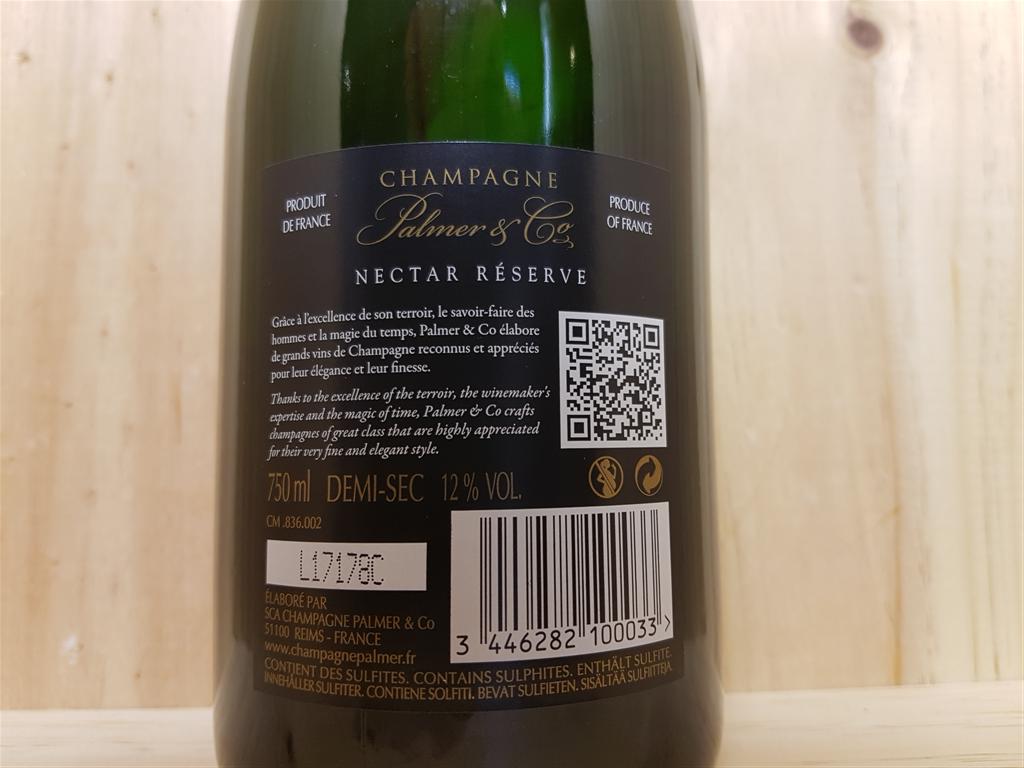 CHAMPAGNE
Palmer & Co
PRODUIT
DE FRANCE
PRODUCE
OF FRANCE
NECTAR RÉSERVE
Grâce à l'excellence de son terroir, le savoir-faire des
hommes et la magie du temps, Palmer & Co élabore
de grands vins de Champagne reconnus et appréciés
pour leur élégance et leur finesse.
Thanks to the excellence of the terroir, the winemaker's
expertise and the magic of time, Palmer & Co crafts
champagnes of great class that are highly appreciated
for their very fine and elegant style.
750 ml DEMI-SEC 12 % VOL.
CM .836.002
L17178C
ÉLABORÉ PAR
SCA CHAMPAGNE PALMER & Co
51100 REIMS - FRANCE
www.champagnepalmer.fr
3 446282 100033 >
CONTIENT DES SULFITES. CONTAINS SULPHITES. ENTHÄLT SULFITE.
INNEHÅLLER SULFITER. CONTIENE SOLFITI. BEVAT SULFIETEN. SISÄLTÄÄ SULFIITTEJA.